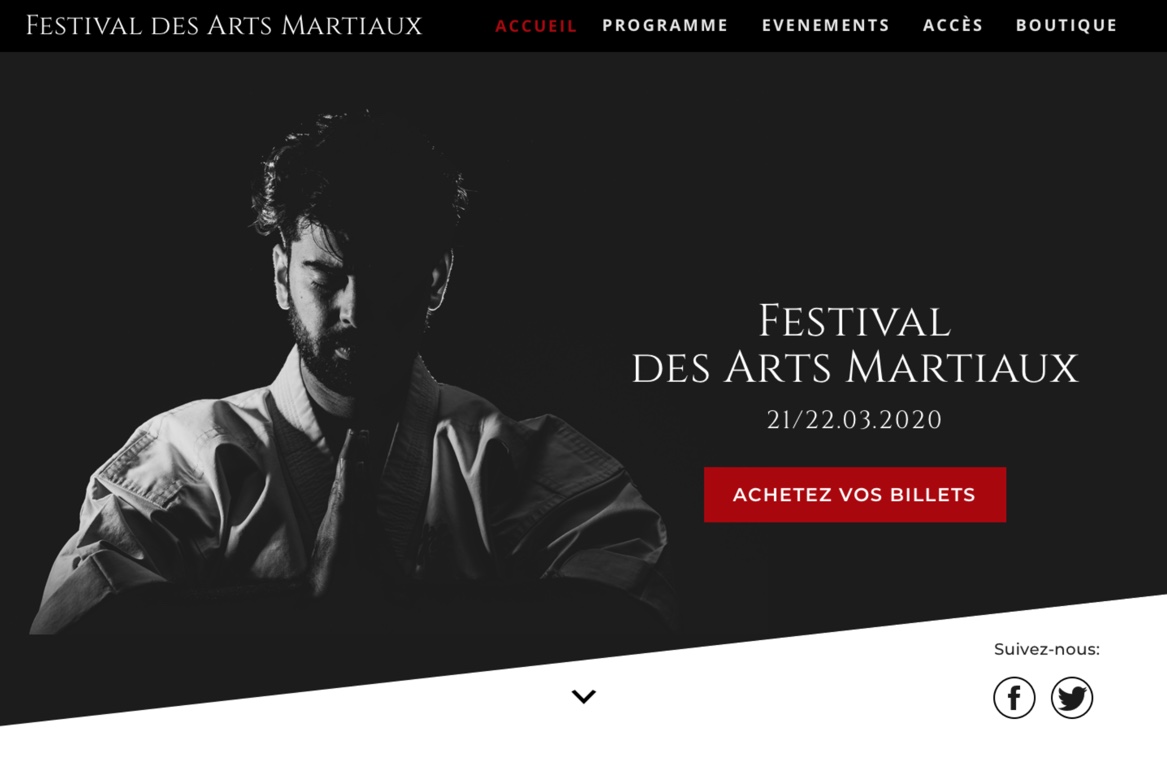 Festival des Arts Martiaux
ACCUEIL PROGRAMME EVENEMENTS ACCÈS BOUTIQUE
Festival
des Arts Martiaux
21/22.03.2020
ACHETEZ VOS BILLETS
Suivez-nous: